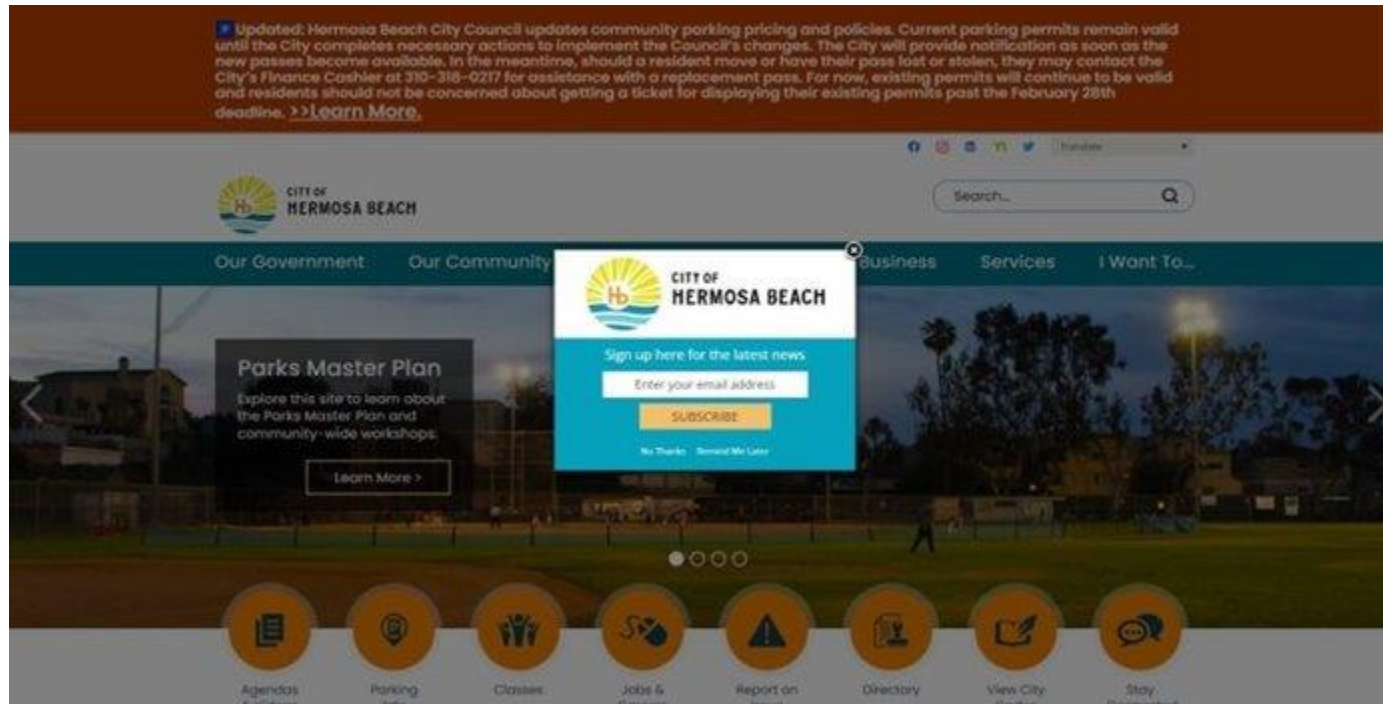 Updated: Hermosa Beach City Council updates community parking pricing and policies. Current parking permits remain valid
until the City completes necessary actions to implement the Council's changes. The City will provide notification as soon as the
new passes become available. In the meantime, should a resident move or have their pass lost or stolen, they may contact the
City's Finance Cashier at 310-318-0217 for assistance with a replacement pass. For now, existing permits will continue to be valid
and residents should not be concerned about getting a ticket for displaying their existing permits past the February 28th
deadline. >>Learn More.
Translate
CITY OF
HERMOSA BEACH
Search...
Our Government Our Community Business Services I Want To...
CITY OF
HERMOSA BEACH
Sign up here for the latest news
Enter your email address
SUBSCRIBE
No Thanks Remind Me Later
Parks Master Plan
Explore this site to learn about
the Parks Master Plan and
community-wide workshops.
Learn More >
Agendas Parking Classes Jobs & Report an Directory View City Stay